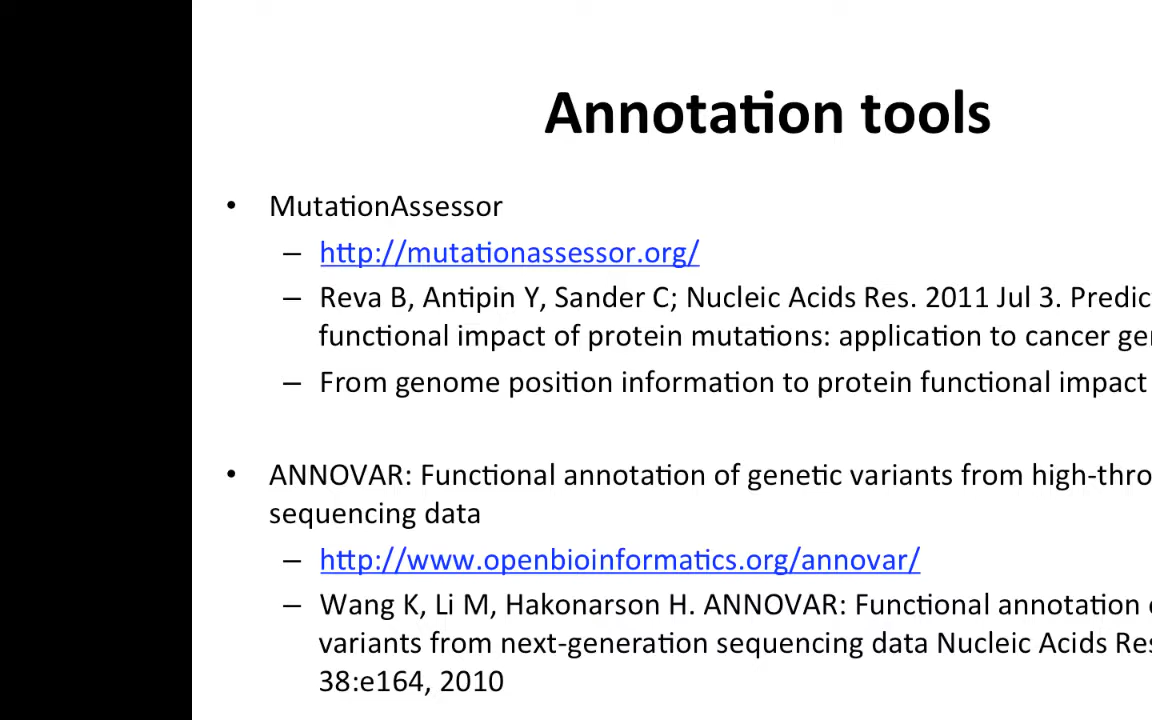 Annotation tools
• MutationAssessor
– http://mutationassessor.org/
– Reva B, Antipin Y, Sander C; Nucleic Acids Res. 2011 Jul 3. Predic
functional impact of protein mutations: application to cancer ge
– From genome position information to protein functional impact
• ANNOVAR: Functional annotation of genetic variants from high-thro
sequencing data
– http://www.openbioinformatics.org/annovar/
– Wang K, Li M, Hakonarson H. ANNOVAR: Functional annotation
variants from next-generation sequencing data Nucleic Acids Res
38:e164, 2010